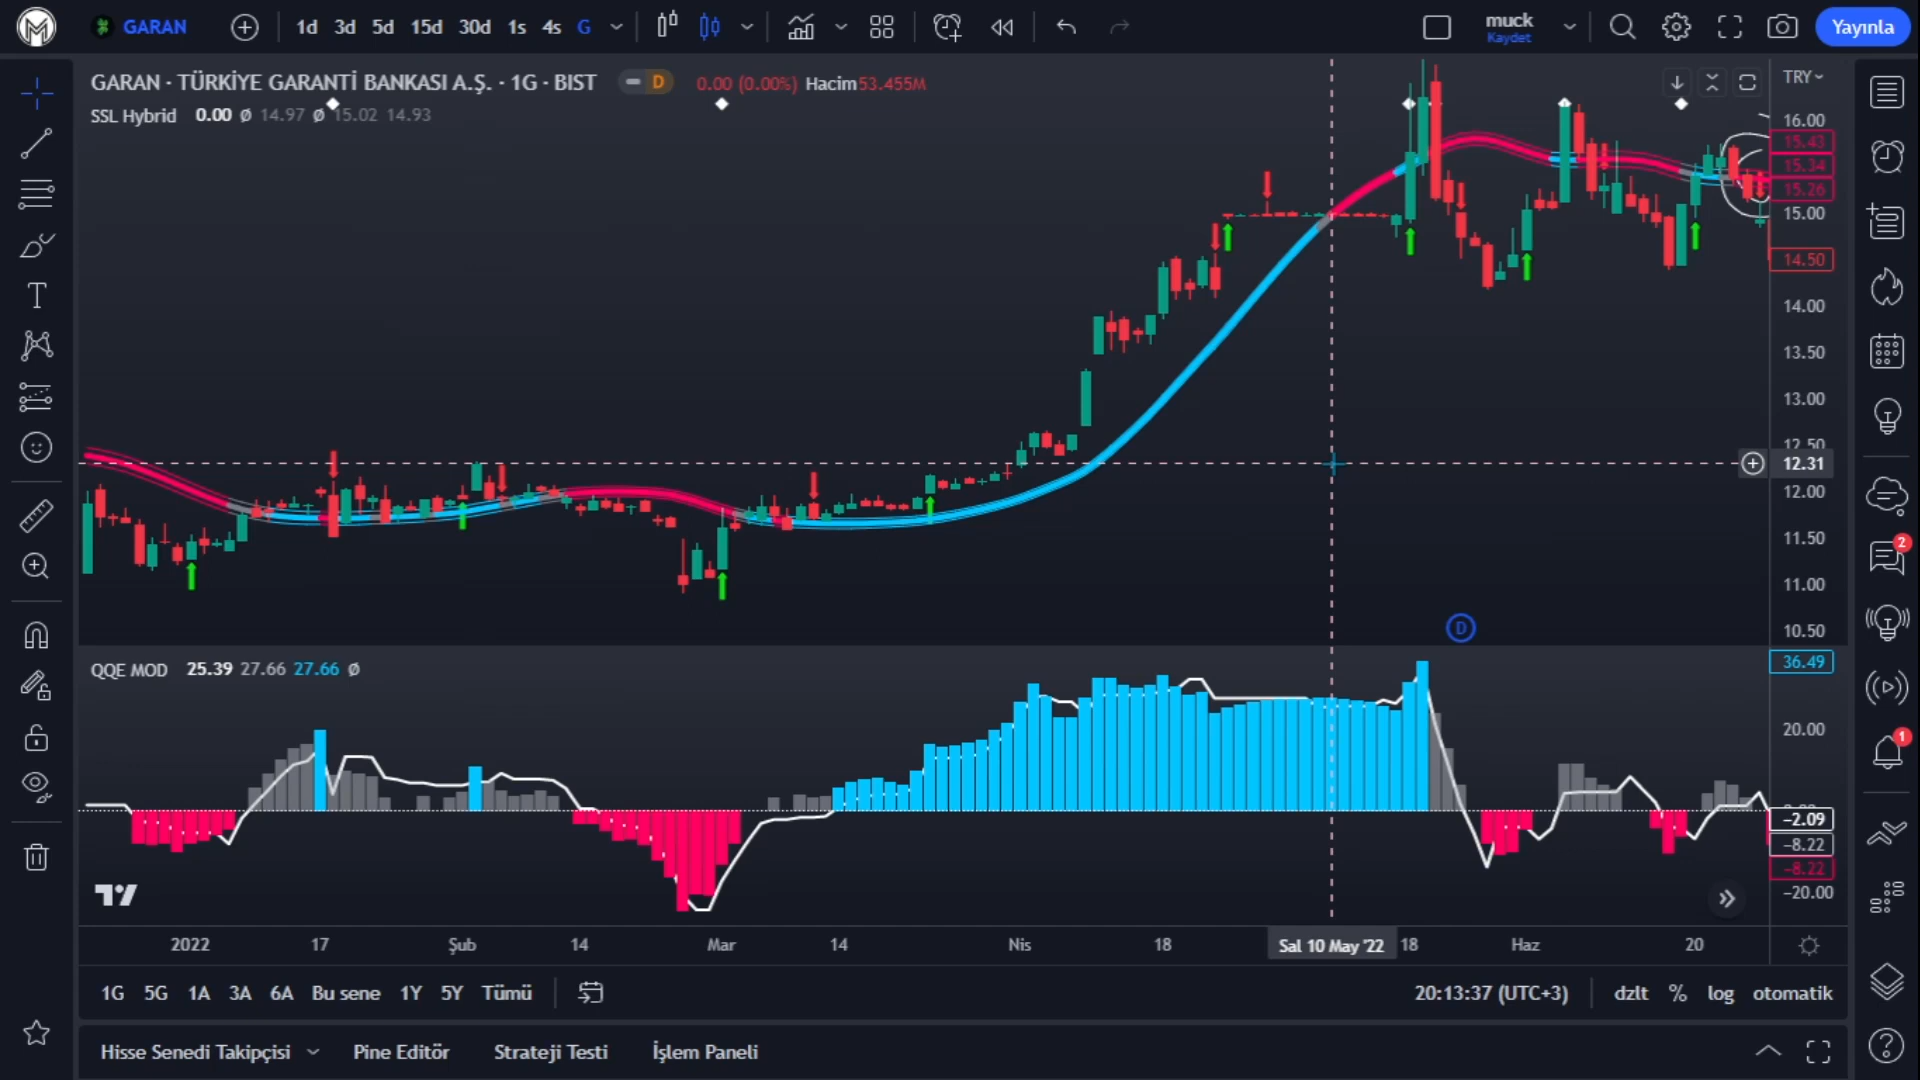 GARAN
1d 3d 5d 15d 30d 1s 4s G
muck
Kaydet
Yayınla
GARAN · TÜRKİYE GARANTİ BANKASI A.Ş. · 1G · BIST
D
0.00 (0.00%) Hacim53.455M
SSL Hybrid 0.00 Ø 14.97 Ø 15.02 14.93
TRY
16.00
15.43
15.34
15.26
15.00
14.50
14.00
13.50
13.00
12.50
12.31
12.00
11.50
11.00
10.50
D
QQE MOD 25.39 27.66 27.66 Ø
36.49
20.00
−2.09
−8.22
−8.22
−20.00
2
1
2022 17 Şub 14 Mar 14 Nis 18 Sal 10 May '22 18 Haz 20
1G 5G 1A 3A 6A Bu sene 1Y 5Y Tümü
20:13:37 (UTC+3) dzlt % log otomatik
Hisse Senedi Takipçisi Pine Editör Strateji Testi İşlem Paneli